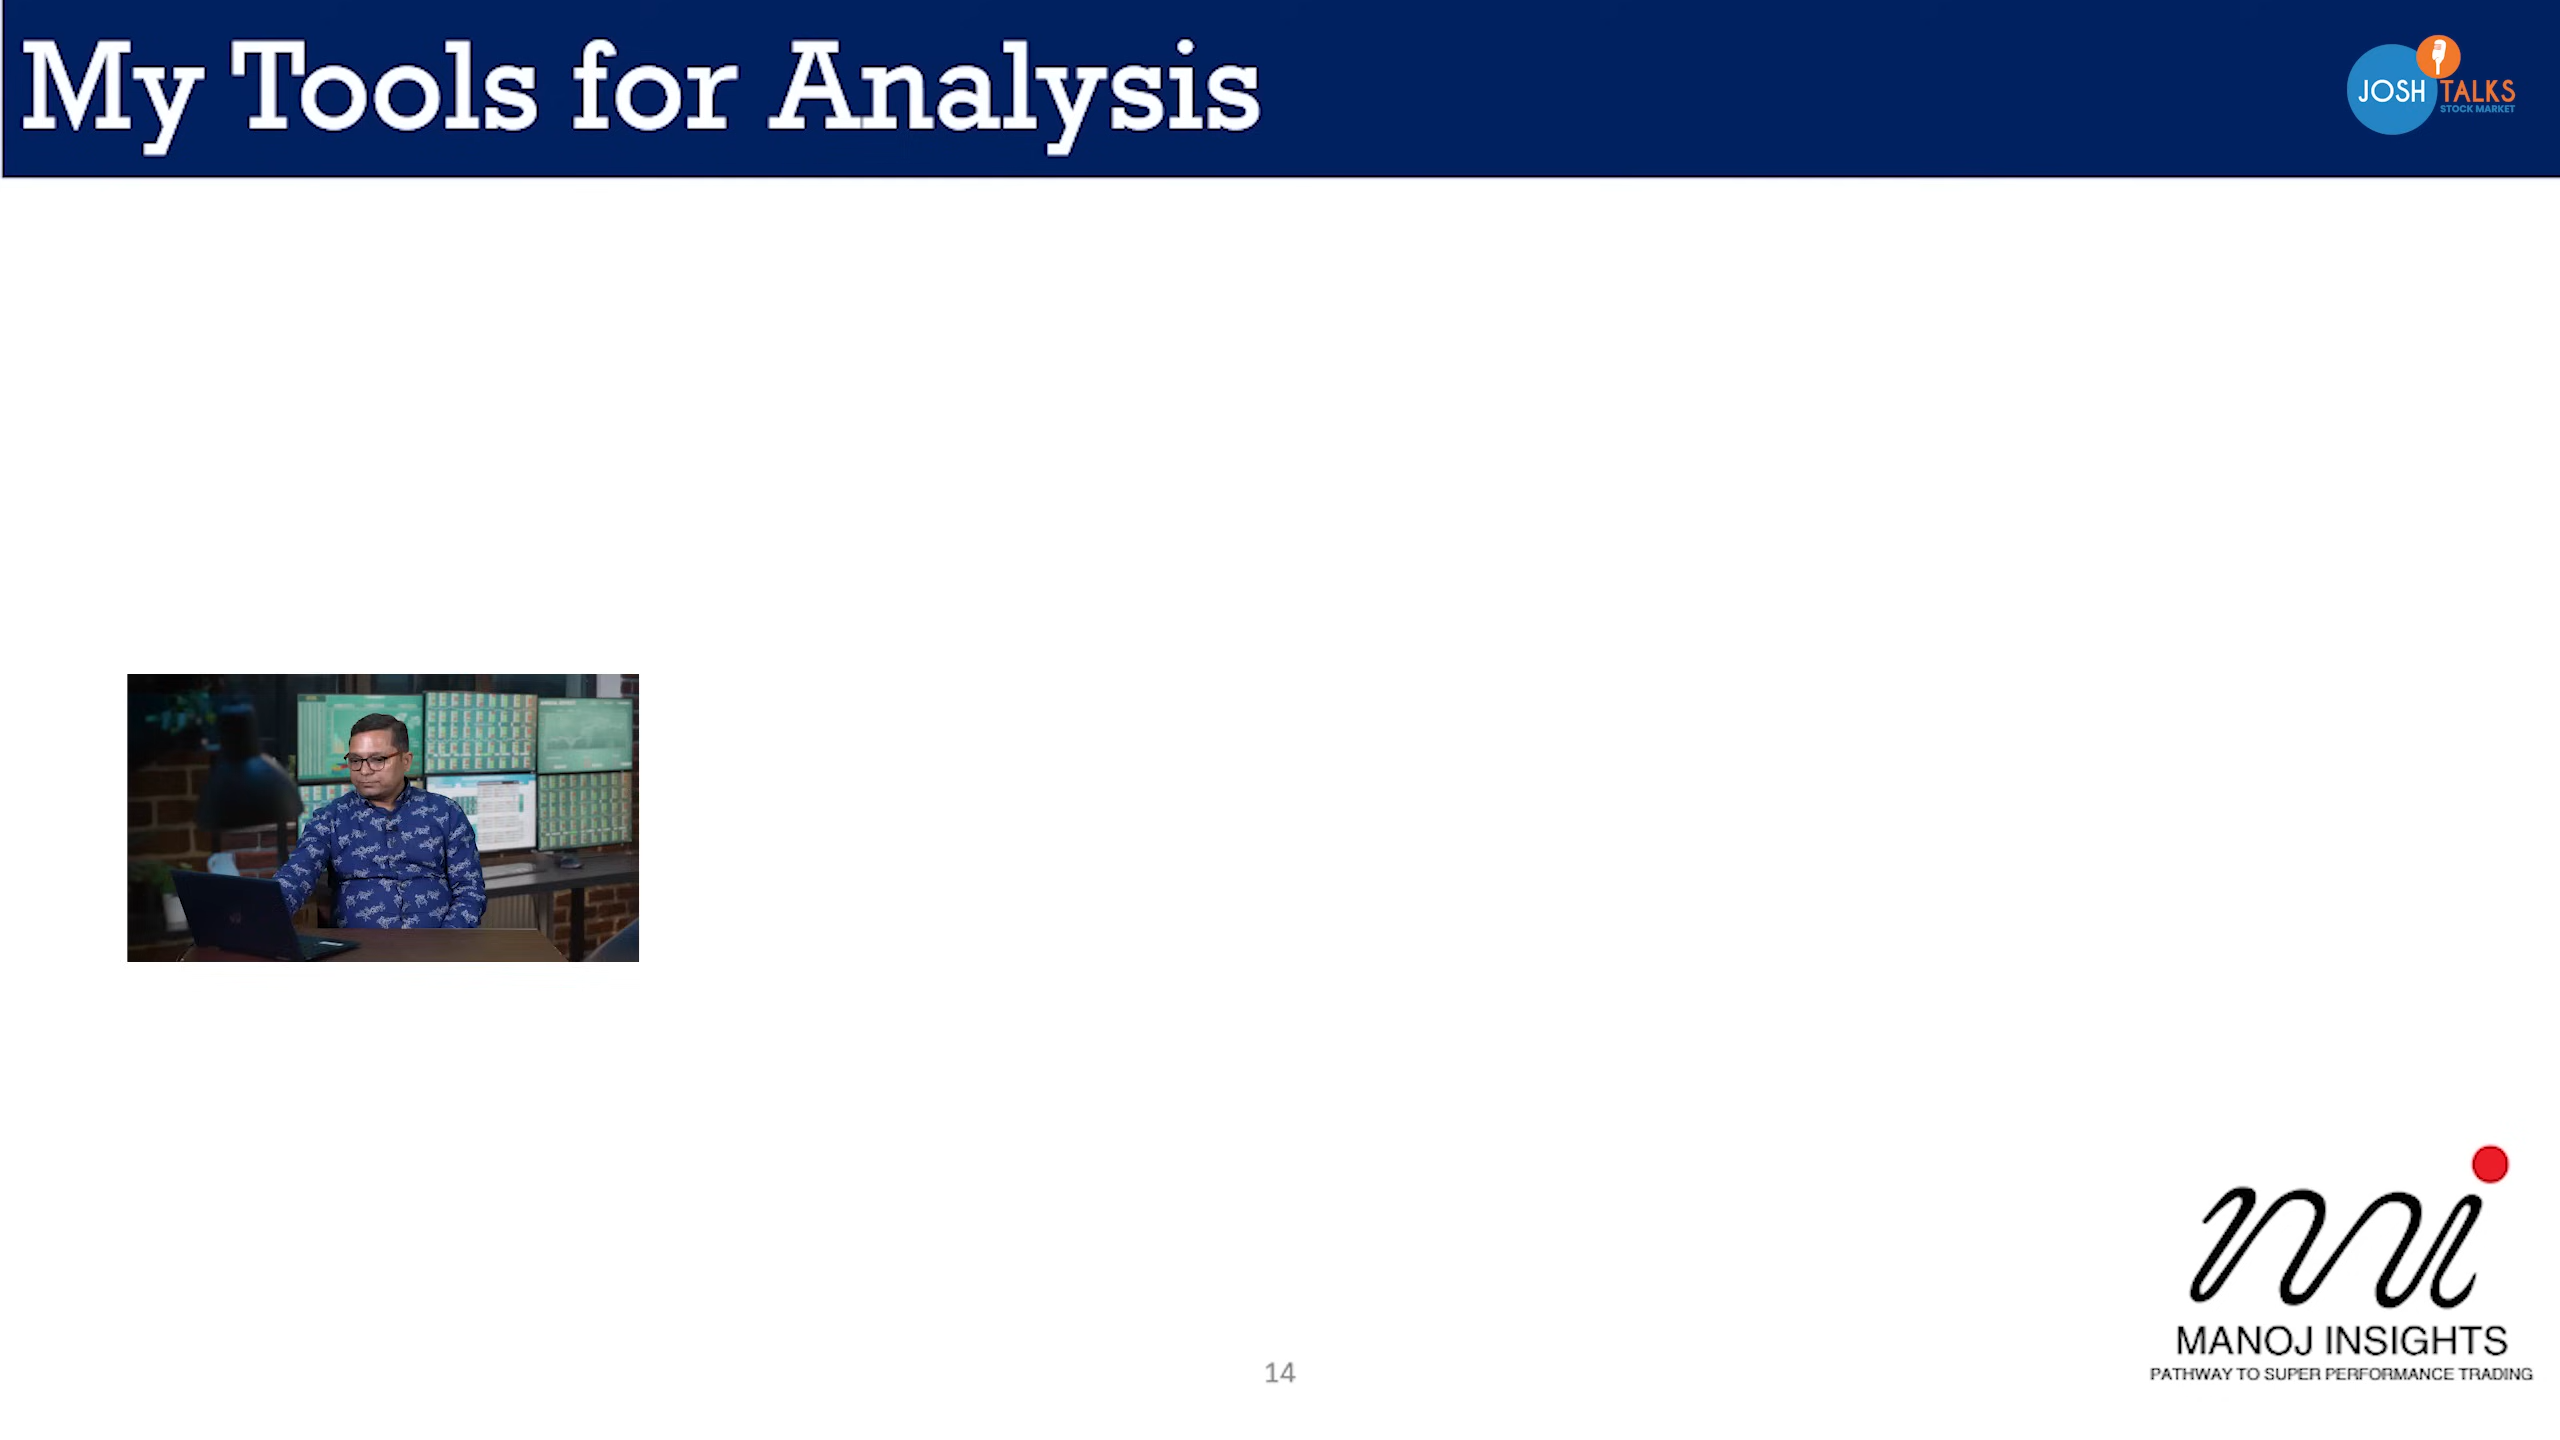 My Tools for Analysis
JOSH TALKS
STOCK MARKET
MANOJ INSIGHTS
PATHWAY TO SUPER PERFORMANCE TRADING
14